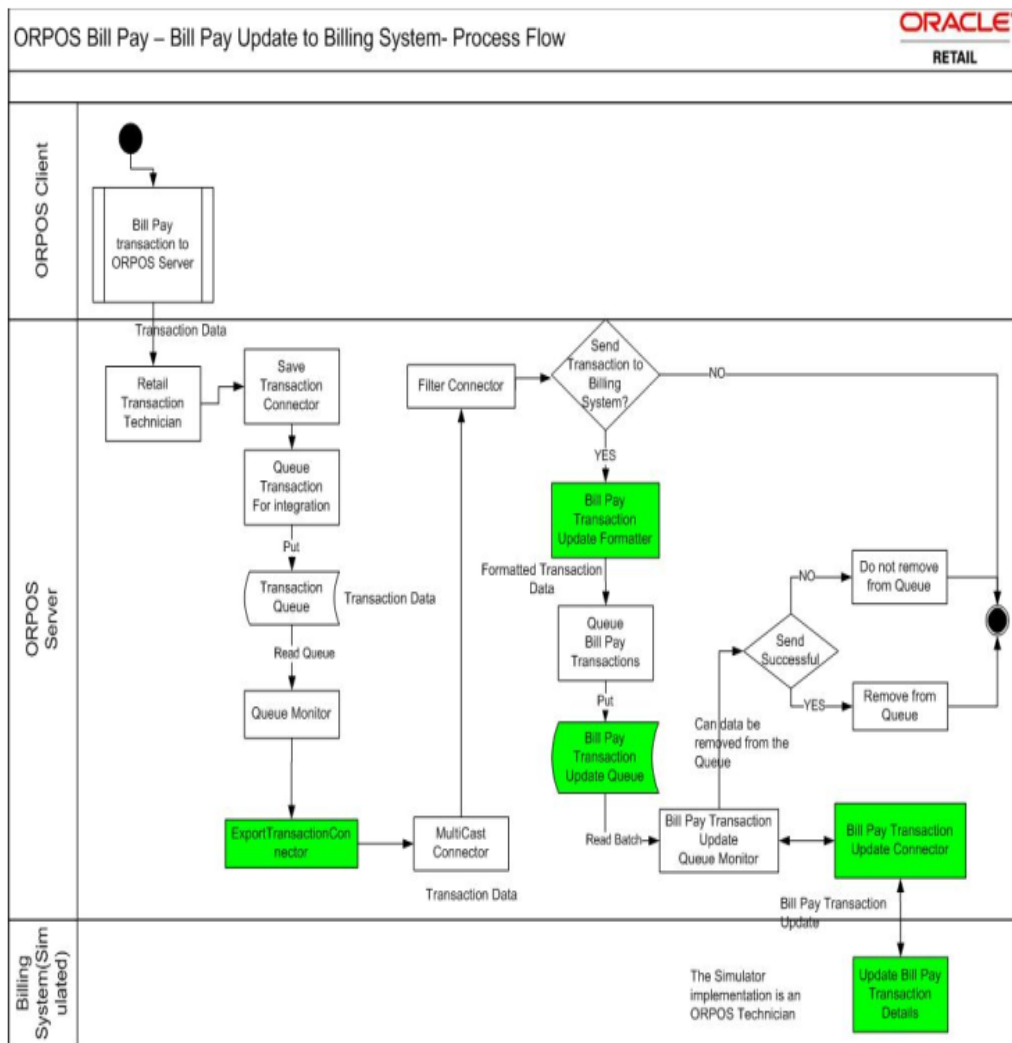 ORPOS Bill Pay – Bill Pay Update to Billing System- Process Flow
ORACLE
RETAIL
ORPOS Client
Bill Pay
transaction to
ORPOS Server
Transaction Data
ORPOS
Server
Retail
Transaction
Technician
Save
Transaction
Connector
Queue
Transaction
For integration
Put
Transaction
Queue
Transaction Data
Read Queue
Queue Monitor
ExportTransactionCon
nector
MultiCast
Connector
Transaction Data
Filter Connector
Send
Transaction to
Billing
System?
NO
YES
Bill Pay
Transaction
Update Formatter
Formatted Transaction
Data
Queue
Bill Pay
Transactions
Put
Bill Pay
Transaction
Update Queue
Read Batch
Bill Pay Transaction
Update
Queue Monitor
Can data be
removed from the
Queue
Send
Successful
NO
Do not remove
from Queue
YES
Remove from
Queue
Bill Pay Transaction
Update Connector
Bill Pay Transaction
Update
Billing
System(Sim
ulated)
The Simulator
implementation is an
ORPOS Technician
Update Bill Pay
Transaction
Details